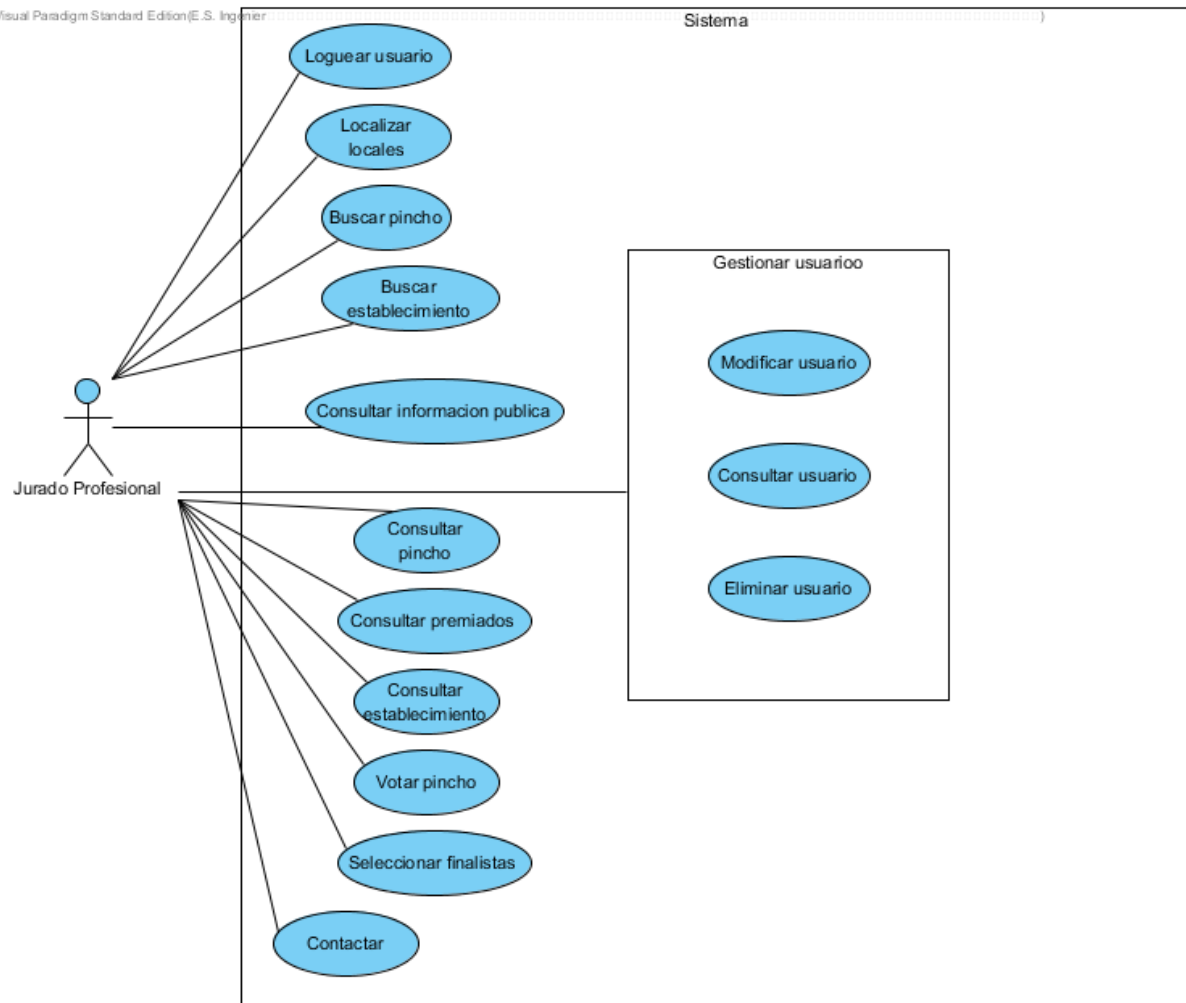 Visual Paradigm Standard Edition(E.S. Ingenier
)
Sistema
Loguear usuario
Localizar
locales
Buscar pincho
Buscar
establecimiento
Gestionar usuarioo
Modificar usuario
Consultar informacion publica
Consultar usuario
Jurado Profesional
Consultar
pincho
Eliminar usuario
Consultar premiados
Consultar
establecimiento
Votar pincho
Seleccionar finalistas
Contactar